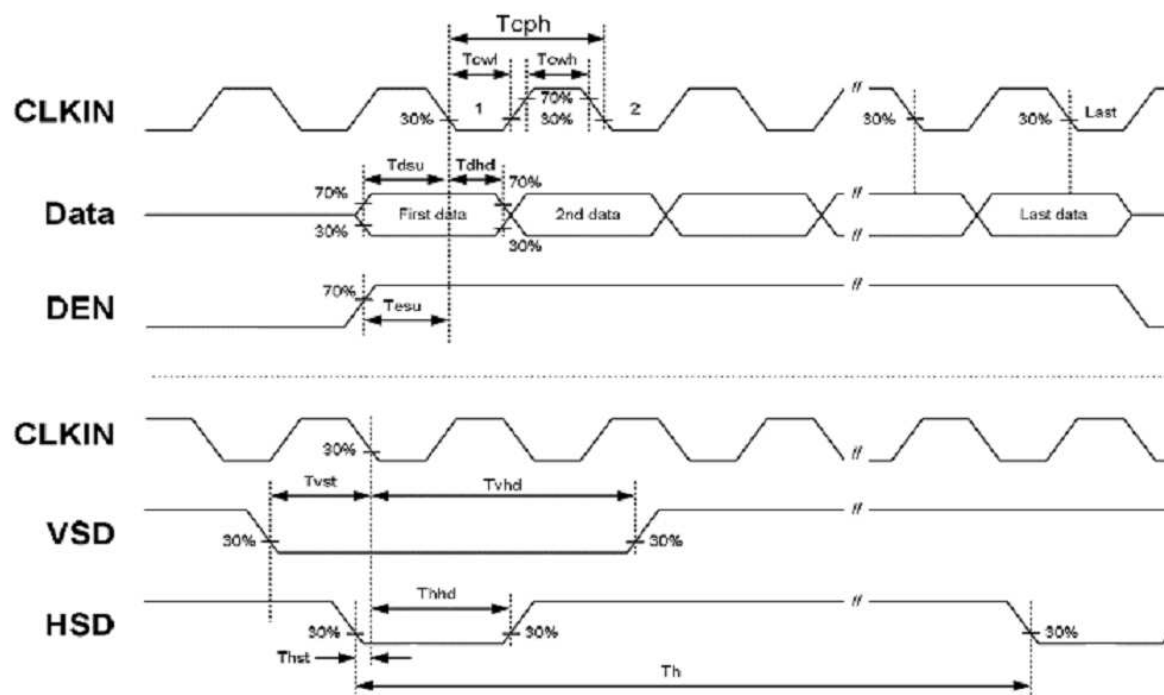 Tcph
Tcwl Tcwh
CLKIN 30% 1 70% 30% 2 // 30% 30% Last
Tdsu Tdhd
70% 70%
Data First data 2nd data // Last data
30% 30%
70% //
DEN Tesu
CLKIN 30% //
Tvst Tvhd
VSD 30% 30% //
Thhd
HSD 30% 30% // 30%
Thst
Th